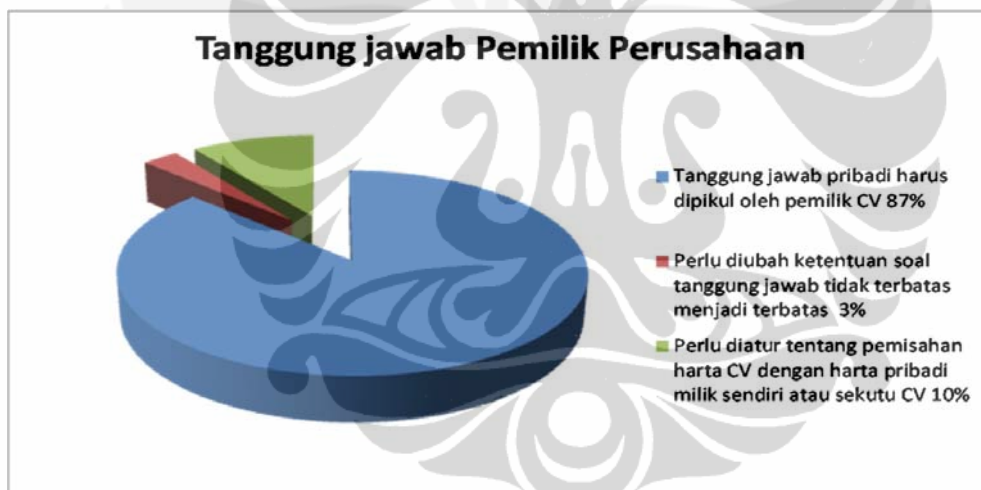 Tanggung jawab Pemilik Perusahaan
Tanggung jawab pribadi harus
dipikul oleh pemilik CV 87%
Perlu diubah ketentuan soal
tanggung jawab tidak terbatas
menjadi terbatas 3%
Perlu diatur tentang pemisahan
harta CV dengan harta pribadi
milik sendiri atau sekutu CV 10%